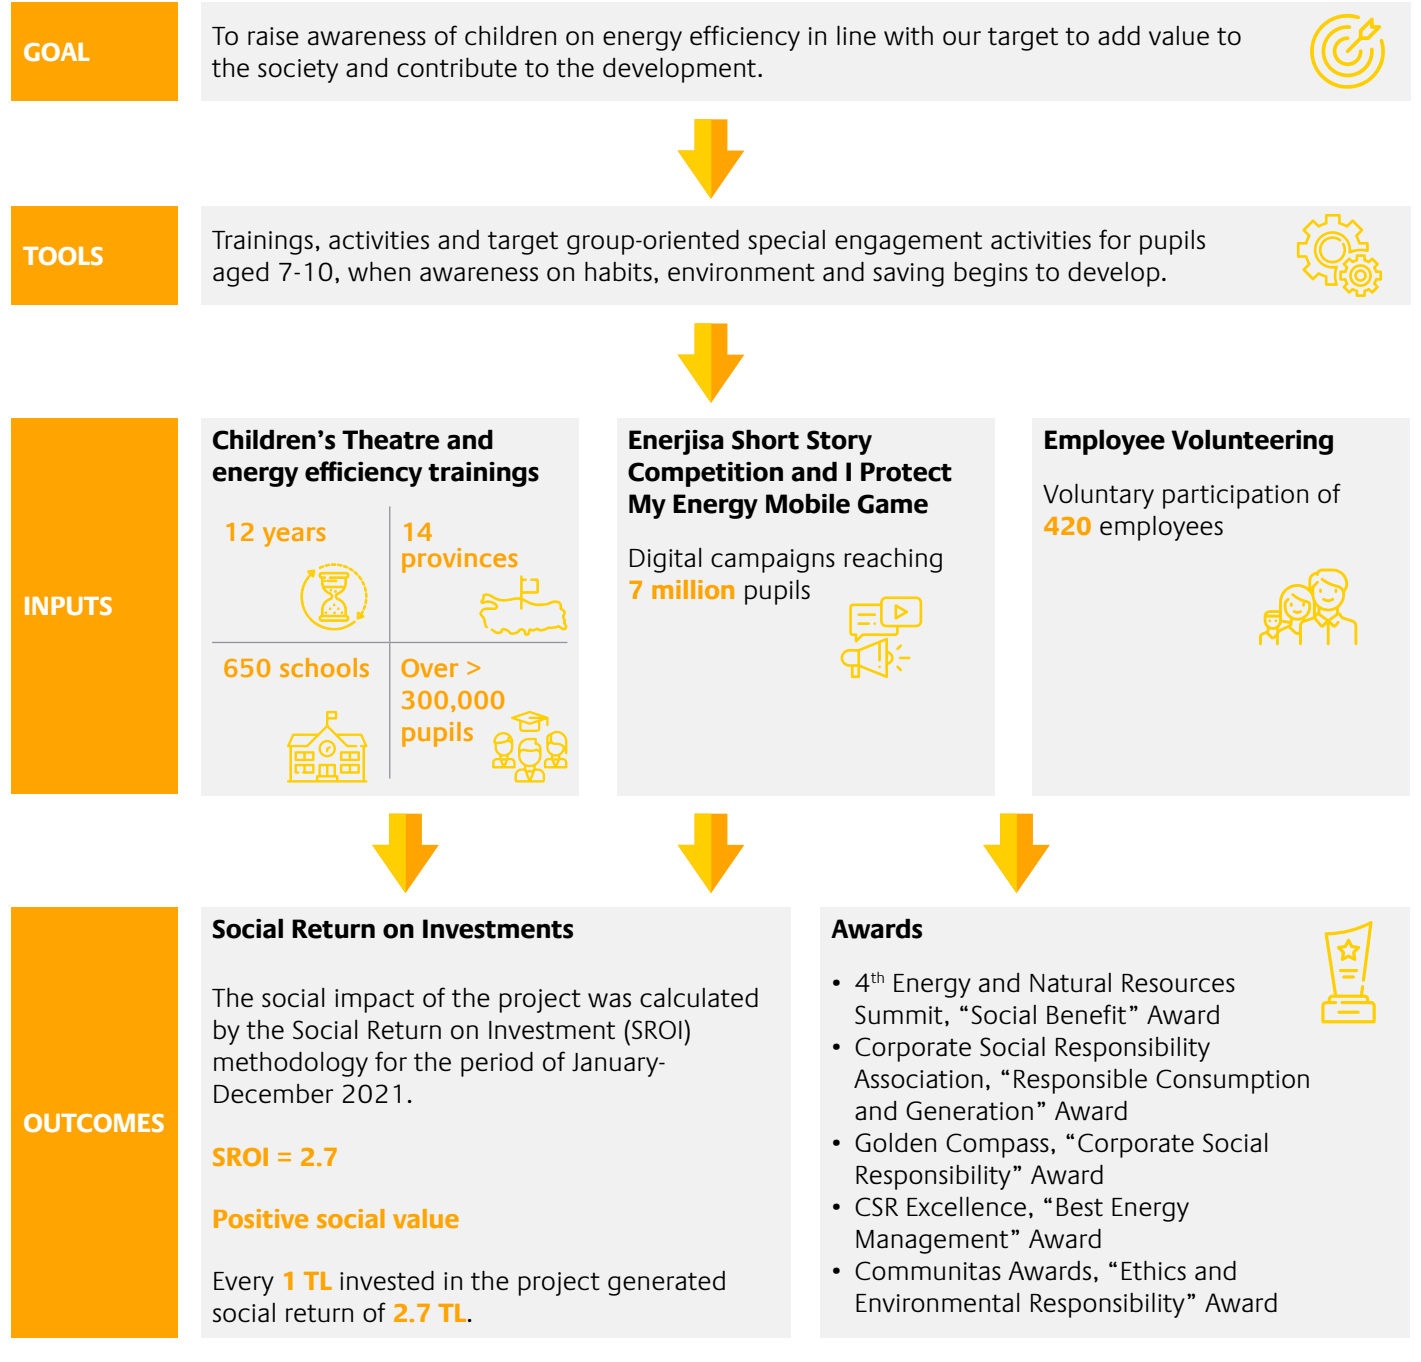 GOAL
To raise awareness of children on energy efficiency in line with our target to add value to
the society and contribute to the development.
TOOLS
Trainings, activities and target group-oriented special engagement activities for pupils
aged 7-10, when awareness on habits, environment and saving begins to develop.
INPUTS
Children’s Theatre and
energy efficiency trainings
12 years
14
provinces
650 schools
Over >
300,000
pupils
Enerjisa Short Story
Competition and I Protect
My Energy Mobile Game
Digital campaigns reaching
7 million pupils
Employee Volunteering
Voluntary participation of
420 employees
OUTCOMES
Social Return on Investments
The social impact of the project was calculated
by the Social Return on Investment (SROI)
methodology for the period of January-
December 2021.
SROI = 2.7
Positive social value
Every 1 TL invested in the project generated
social return of 2.7 TL.
Awards
• 4th Energy and Natural Resources
Summit, “Social Benefit” Award
• Corporate Social Responsibility
Association, “Responsible Consumption
and Generation” Award
• Golden Compass, “Corporate Social
Responsibility” Award
• CSR Excellence, “Best Energy
Management” Award
• Communitas Awards, “Ethics and
Environmental Responsibility” Award